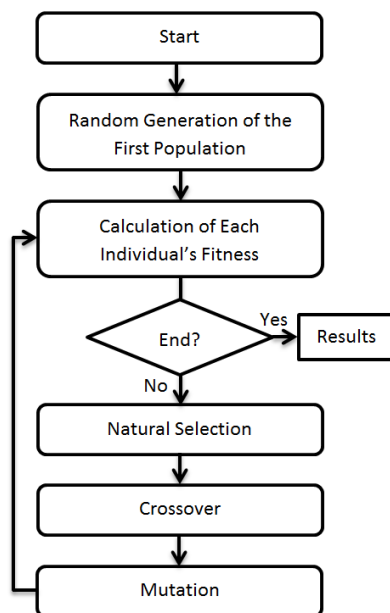 Start
Random Generation of the
First Population
Calculation of Each
Individual's Fitness
End?
Yes
Results
No
Natural Selection
Crossover
Mutation